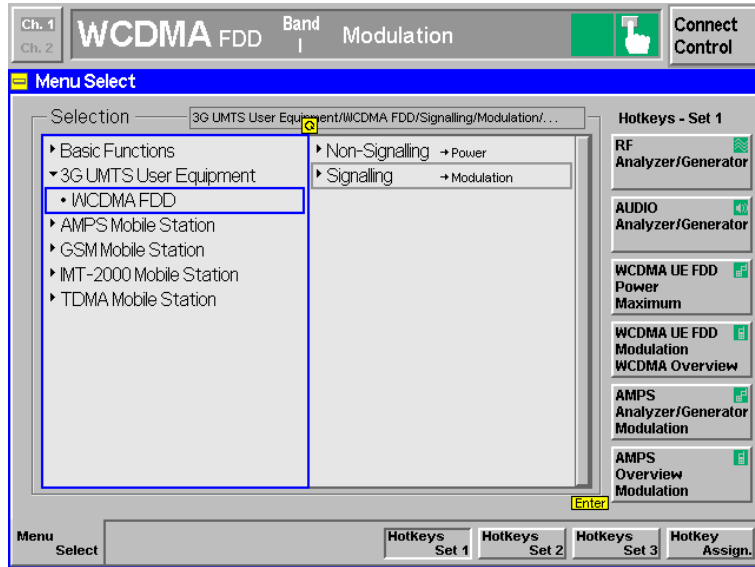 Ch. 1
Ch. 2
WCDMA FDD Band I Modulation
Connect Control
Menu Select
Selection
3G UMTS User Equipment/WCDMA FDD/Signalling/Modulation/...
Q
Basic Functions
3G UMTS User Equipment
WCDMA FDD
AMPS Mobile Station
GSM Mobile Station
IMT-2000 Mobile Station
TDMA Mobile Station
Non-Signalling → Power
Signalling → Modulation
Enter
Hotkeys - Set 1
RF
Analyzer/Generator
AUDIO
Analyzer/Generator
WCDMA UE FDD
Power
Maximum
WCDMA UE FDD
Modulation
WCDMA Overview
AMPS
Analyzer/Generator
Modulation
AMPS
Overview
Modulation
Menu
Select
Hotkeys
Set 1
Hotkeys
Set 2
Hotkeys
Set 3
Hotkey
Assign.